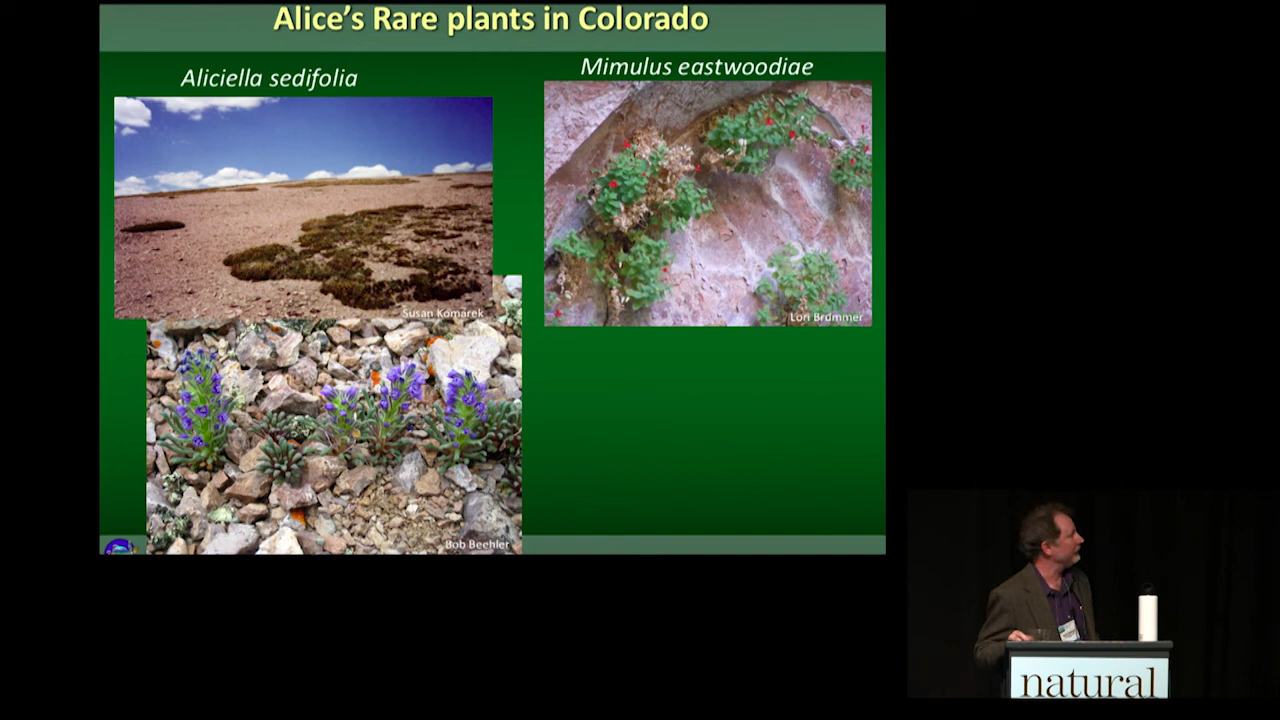 Alice's Rare plants in Colorado
Aliciella sedifolia
Mimulus eastwoodiae
Susan Komarek
Lori Brummer
Bob Beehler
natural